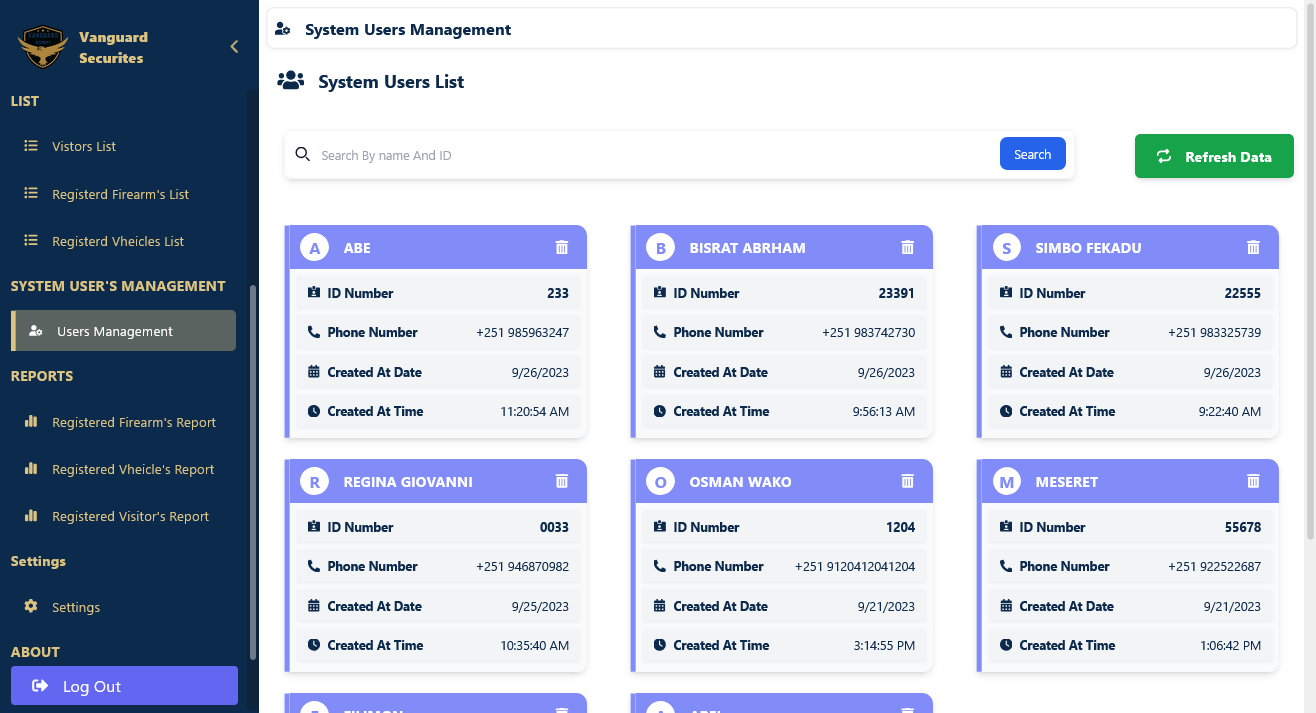 Vanguard
Securites
LIST
Vistors List
Registerd Firearm's List
Registerd Vheicles List
SYSTEM USER'S MANAGEMENT
Users Management
REPORTS
Registered Firearm's Report
Registered Vheicle's Report
Registered Visitor's Report
Settings
Settings
ABOUT
Log Out
System Users Management
System Users List
Search By name And ID
Search
Refresh Data
A ABE
ID Number 233
Phone Number +251 985963247
Created At Date 9/26/2023
Created At Time 11:20:54 AM
B BISRAT ABRHAM
ID Number 23391
Phone Number +251 983742730
Created At Date 9/26/2023
Created At Time 9:56:13 AM
S SIMBO FEKADU
ID Number 22555
Phone Number +251 983325739
Created At Date 9/26/2023
Created At Time 9:22:40 AM
R REGINA GIOVANNI
ID Number 0033
Phone Number +251 946870982
Created At Date 9/25/2023
Created At Time 10:35:40 AM
O OSMAN WAKO
ID Number 1204
Phone Number +251 9120412041204
Created At Date 9/21/2023
Created At Time 3:14:55 PM
M MESERET
ID Number 55678
Phone Number +251 922522687
Created At Date 9/21/2023
Created At Time 1:06:42 PM